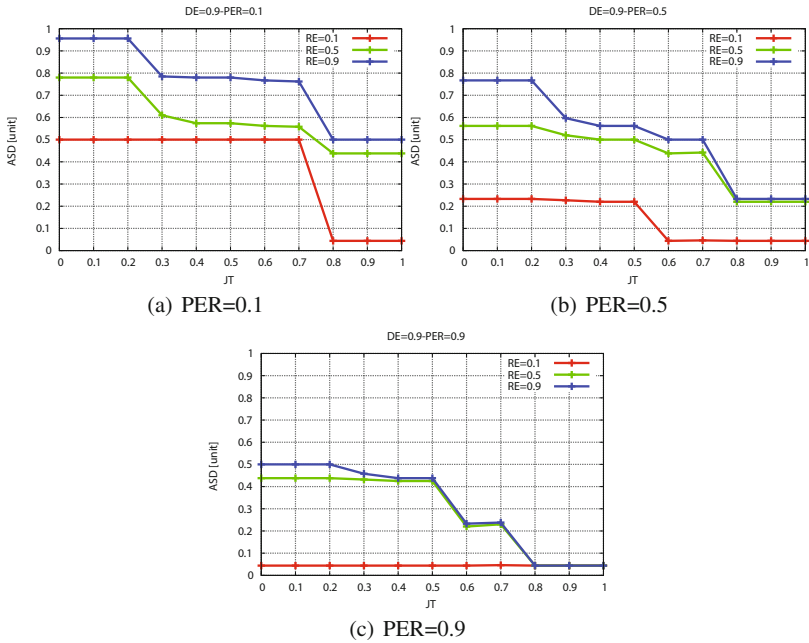 DE=0.9-PER=0.1
1
0.9
0.8
0.7
0.6
0.5
0.4
0.3
0.2
0.1
0
ASD [unit]
RE=0.1
RE=0.5
RE=0.9
0 0.1 0.2 0.3 0.4 0.5 0.6 0.7 0.8 0.9 1
JT
(a) PER=0.1
DE=0.9-PER=0.5
1
0.9
0.8
0.7
0.6
0.5
0.4
0.3
0.2
0.1
0
ASD [unit]
RE=0.1
RE=0.5
RE=0.9
0 0.1 0.2 0.3 0.4 0.5 0.6 0.7 0.8 0.9 1
JT
(b) PER=0.5
DE=0.9-PER=0.9
1
0.9
0.8
0.7
0.6
0.5
0.4
0.3
0.2
0.1
0
ASD [unit]
RE=0.1
RE=0.5
RE=0.9
0 0.1 0.2 0.3 0.4 0.5 0.6 0.7 0.8 0.9 1
JT
(c) PER=0.9